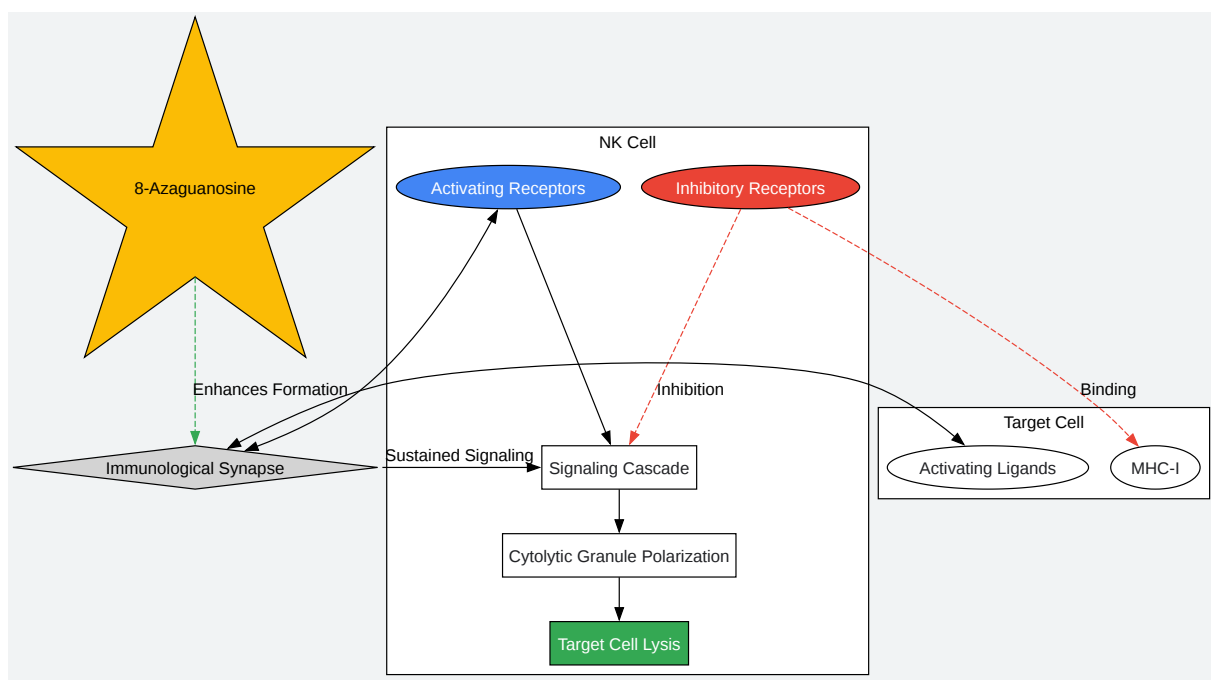 NK Cell
8-Azaguanosine
Activating Receptors
Inhibitory Receptors
Enhances Formation
Inhibition
Binding
Target Cell
Immunological Synapse
Sustained Signaling
Signaling Cascade
Activating Ligands
MHC-I
Cytolytic Granule Polarization
Target Cell Lysis